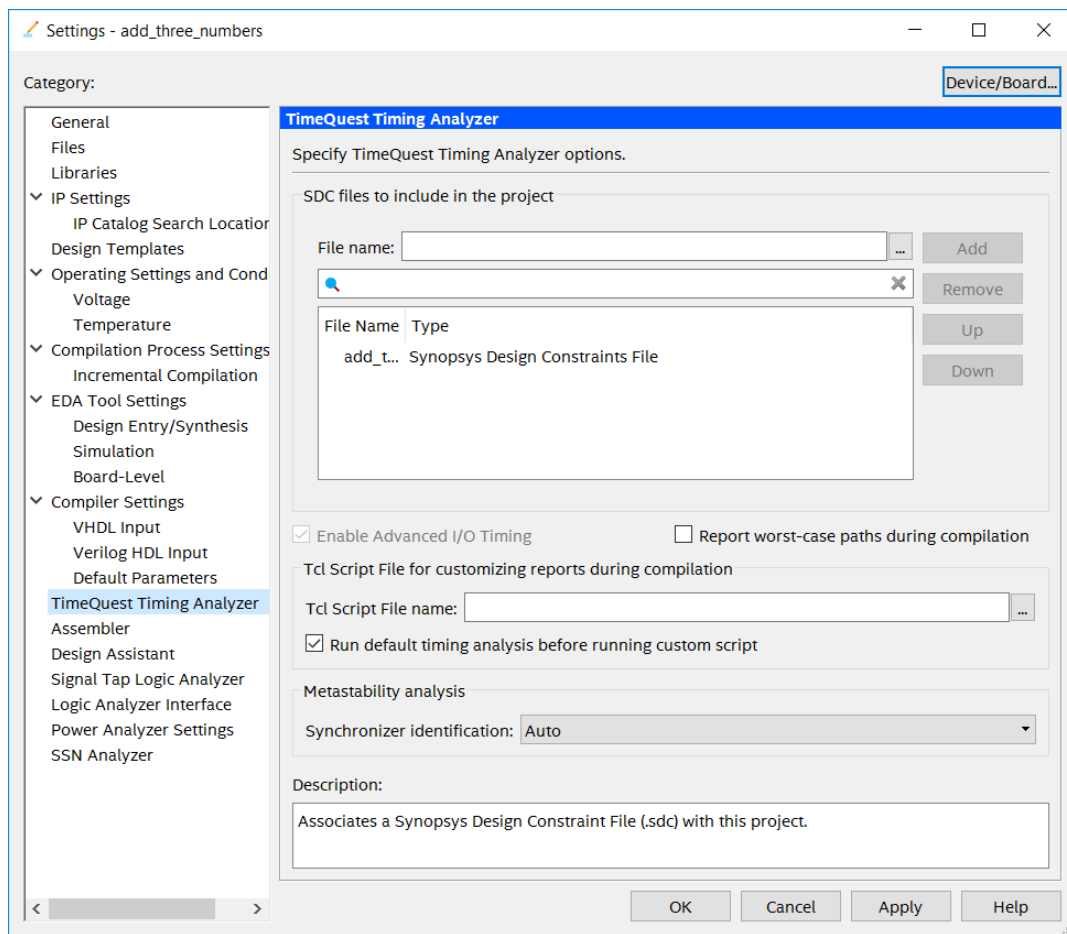 Settings - add_three_numbers
Category:
Device/Board...
General
Files
Libraries
IP Settings
IP Catalog Search Location
Design Templates
Operating Settings and Cond
Voltage
Temperature
Compilation Process Settings
Incremental Compilation
EDA Tool Settings
Design Entry/Synthesis
Simulation
Board-Level
Compiler Settings
VHDL Input
Verilog HDL Input
Default Parameters
TimeQuest Timing Analyzer
Assembler
Design Assistant
Signal Tap Logic Analyzer
Logic Analyzer Interface
Power Analyzer Settings
SSN Analyzer
TimeQuest Timing Analyzer
Specify TimeQuest Timing Analyzer options.
SDC files to include in the project
File name: ... Add
Remove
File Name Type Up
add_t... Synopsys Design Constraints File
Down
Enable Advanced I/O Timing Report worst-case paths during compilation
Tcl Script File for customizing reports during compilation
Tcl Script File name: ...
Run default timing analysis before running custom script
Metastability analysis
Synchronizer identification: Auto
Description:
Associates a Synopsys Design Constraint File (.sdc) with this project.
OK Cancel Apply Help